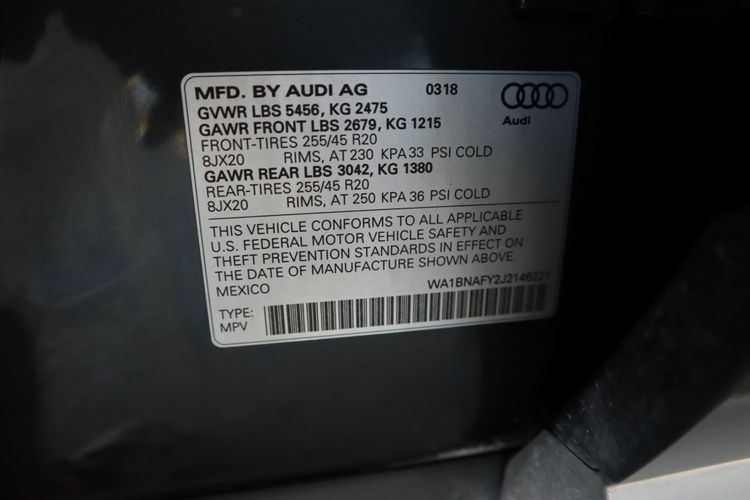 MFD. BY AUDI AG 0318
GVWR LBS 5456, KG 2475
GAWR FRONT LBS 2679, KG 1215
FRONT-TIRES 255/45 R20
8JX20 RIMS, AT 230 KPA 33 PSI COLD
GAWR REAR LBS 3042, KG 1380
REAR-TIRES 255/45 R20
8JX20 RIMS, AT 250 KPA 36 PSI COLD
Audi
THIS VEHICLE CONFORMS TO ALL APPLICABLE
U.S. FEDERAL MOTOR VEHICLE SAFETY AND
THEFT PREVENTION STANDARDS IN EFFECT ON
THE DATE OF MANUFACTURE SHOWN ABOVE.
MEXICO WA1BNAFY2J2146221
TYPE:
MPV